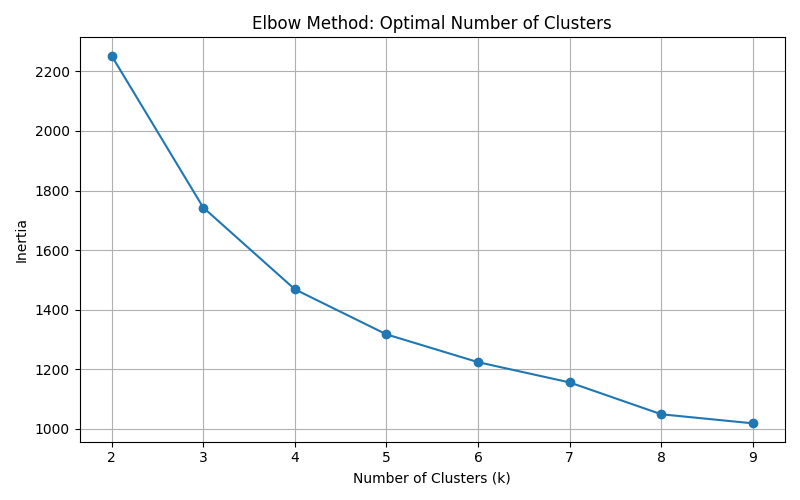 Elbow Method: Optimal Number of Clusters
Inertia
2200
2000
1800
1600
1400
1200
1000
2 3 4 5 6 7 8 9
Number of Clusters (k)